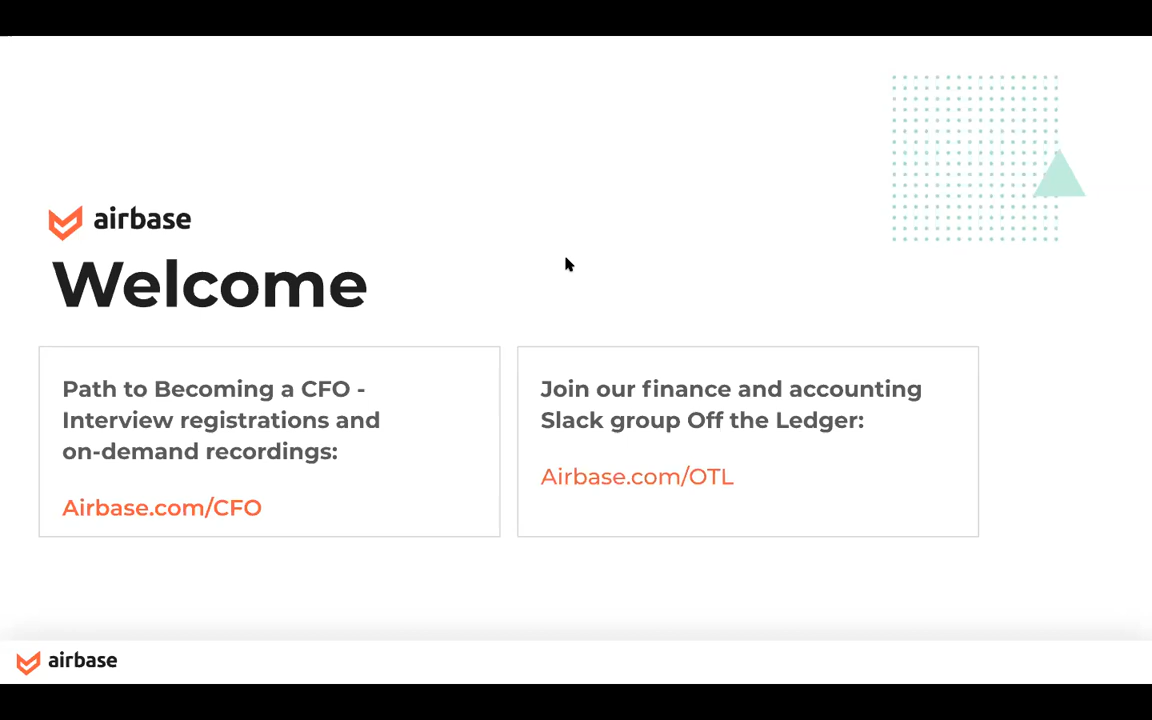 airbase
Welcome
Path to Becoming a CFO -
Interview registrations and
on-demand recordings:
Airbase.com/CFO
Join our finance and accounting
Slack group Off the Ledger:
Airbase.com/OTL
airbase